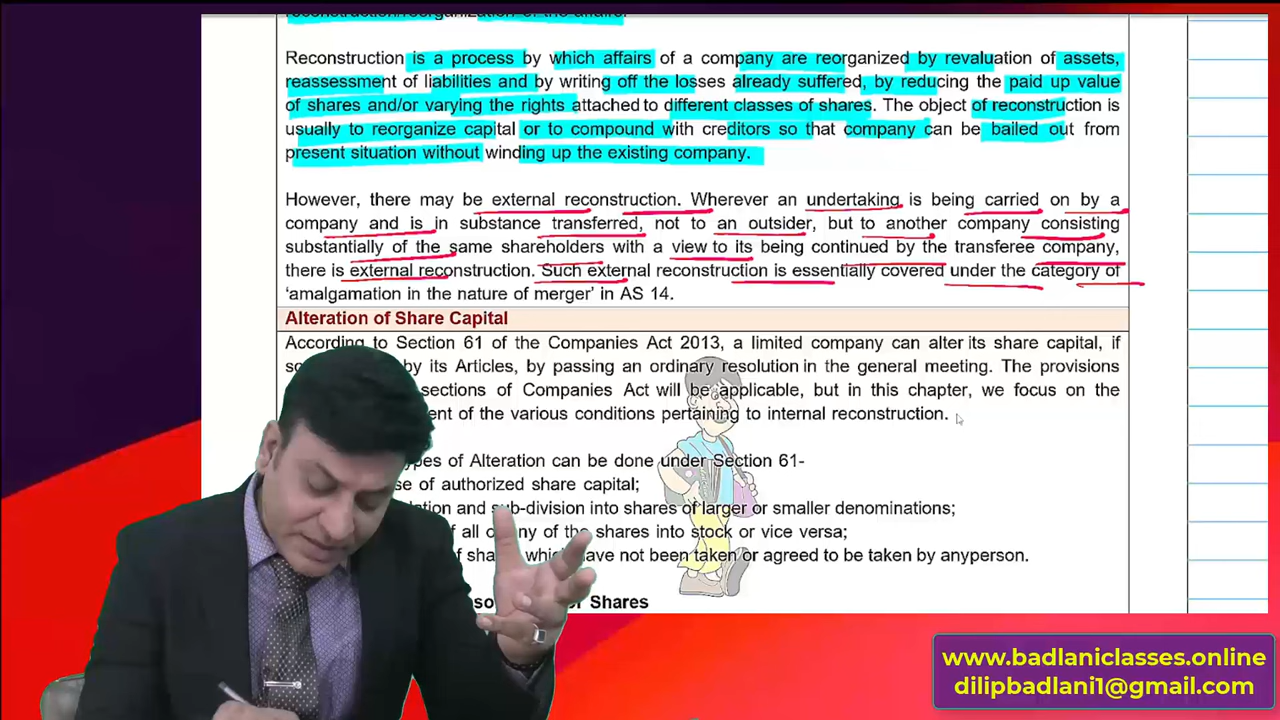 reconstruction/reorganization of the affairs.
Reconstruction is a process by which affairs of a company are reorganized by revaluation of assets,
reassessment of liabilities and by writing off the losses already suffered, by reducing the paid up value
of shares and/or varying the rights attached to different classes of shares. The object of reconstruction is
usually to reorganize capital or to compound with creditors so that company can be bailed out from
present situation without winding up the existing company.
However, there may be external reconstruction. Wherever an undertaking is being carried on by a
company and is in substance transferred, not to an outsider, but to another company consisting
substantially of the same shareholders with a view to its being continued by the transferee company,
there is external reconstruction. Such external reconstruction is essentially covered under the category of
‘amalgamation in the nature of merger’ in AS 14.
Alteration of Share Capital
According to Section 61 of the Companies Act 2013, a limited company can alter its share capital, if
by its Articles, by passing an ordinary resolution in the general meeting. The provisions
sections of Companies Act will be applicable, but in this chapter, we focus on the
ent of the various conditions pertaining to internal reconstruction.
ypes of Alteration can be done under Section 61-
se of authorized share capital;
and sub-division into shares of larger or smaller denominations;
of all or any of the shares into stock or vice versa;
of which have not been taken or agreed to be taken by anyperson.
Shares
www.badlaniclasses.online
dilipbadlani1@gmail.com